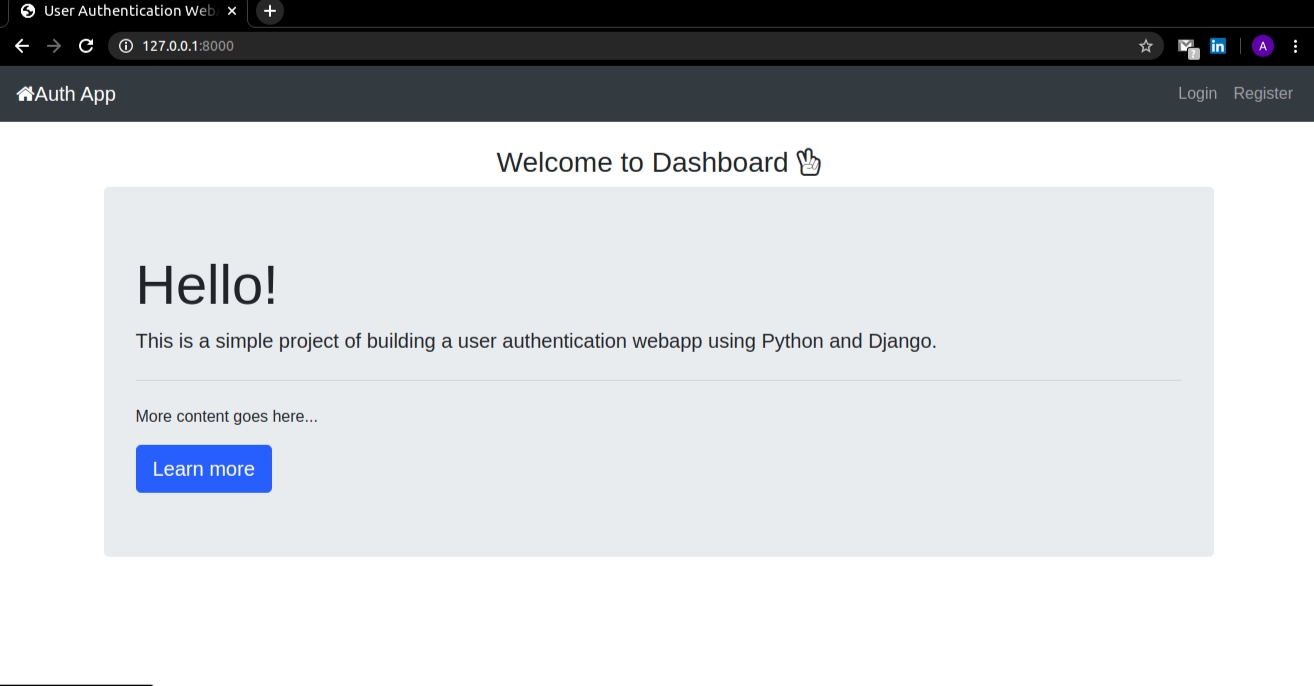 User Authentication Web
127.0.0.1:8000
A
Auth App
Login Register
Welcome to Dashboard
Hello!
This is a simple project of building a user authentication webapp using Python and Django.
More content goes here...
Learn more